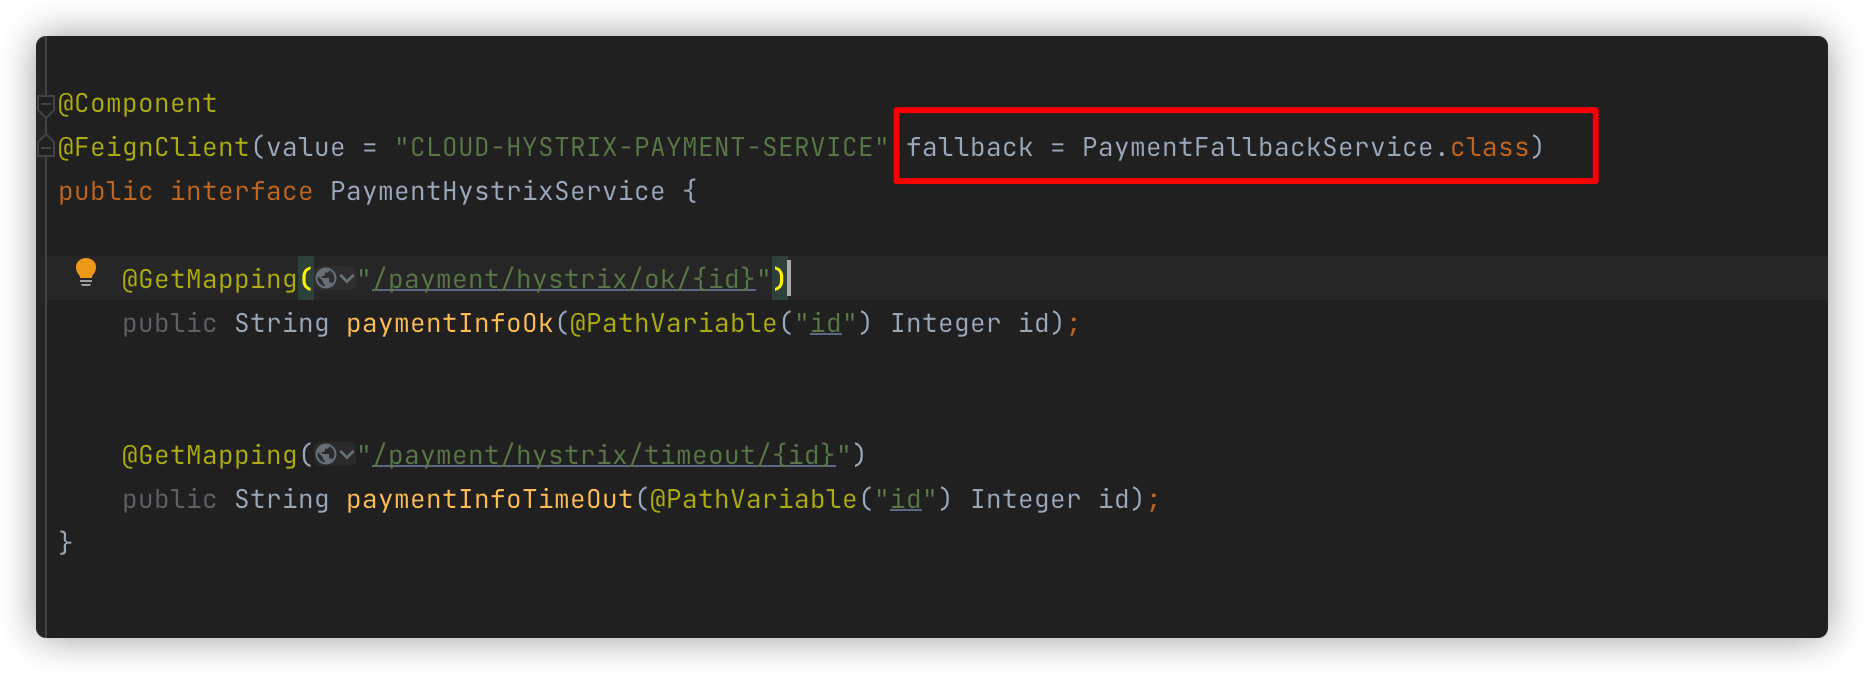 @Component
@FeignClient(value = "CLOUD-HYSTRIX-PAYMENT-SERVICE" fallback = PaymentFallbackService.class)
public interface PaymentHystrixService {
@GetMapping("/payment/hystrix/ok/{id}")
public String paymentInfoOk(@PathVariable("id") Integer id);
@GetMapping("/payment/hystrix/timeout/{id}")
public String paymentInfoTimeOut(@PathVariable("id") Integer id);
}